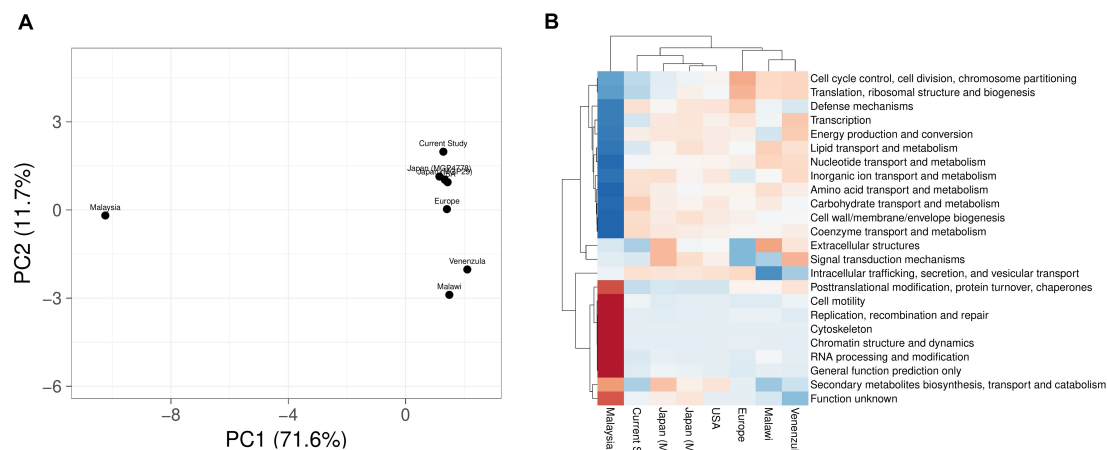 A
PC2 (11.7%)
3
0
−3
−6
Current Study
Japan (MGP4778)
Europe
Malaysia
Venenzula
Malawi
−8
−4
0
PC1 (71.6%)
B
Cell cycle control, cell division, chromosome partitioning
Translation, ribosomal structure and biogenesis
Defense mechanisms
Transcription
Energy production and conversion
Lipid transport and metabolism
Nucleotide transport and metabolism
Inorganic ion transport and metabolism
Amino acid transport and metabolism
Carbohydrate transport and metabolism
Cell wall/membrane/envelope biogenesis
Coenzyme transport and metabolism
Extracellular structures
Signal transduction mechanisms
Intracellular trafficking, secretion, and vesicular transport
Posttranslational modification, protein turnover, chaperones
Cell motility
Replication, recombination and repair
Cytoskeleton
Chromatin structure and dynamics
RNA processing and modification
General function prediction only
Secondary metabolites biosynthesis, transport and catabolism
Function unknown
Malaysia
Current S
Japan (M
Japan (M
USA
Europe
Malawi
Venenzul